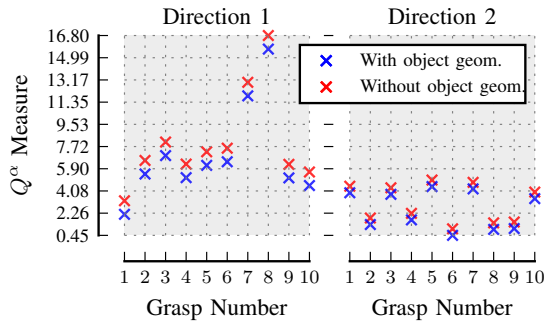 Direction 1
Direction 2
16.80
14.99
13.17
11.35
9.53
7.72
5.90
4.08
2.26
0.45
Q^α Measure
With object geom.
Without object geom.
1 2 3 4 5 6 7 8 9 10
1 2 3 4 5 6 7 8 9 10
Grasp Number
Grasp Number